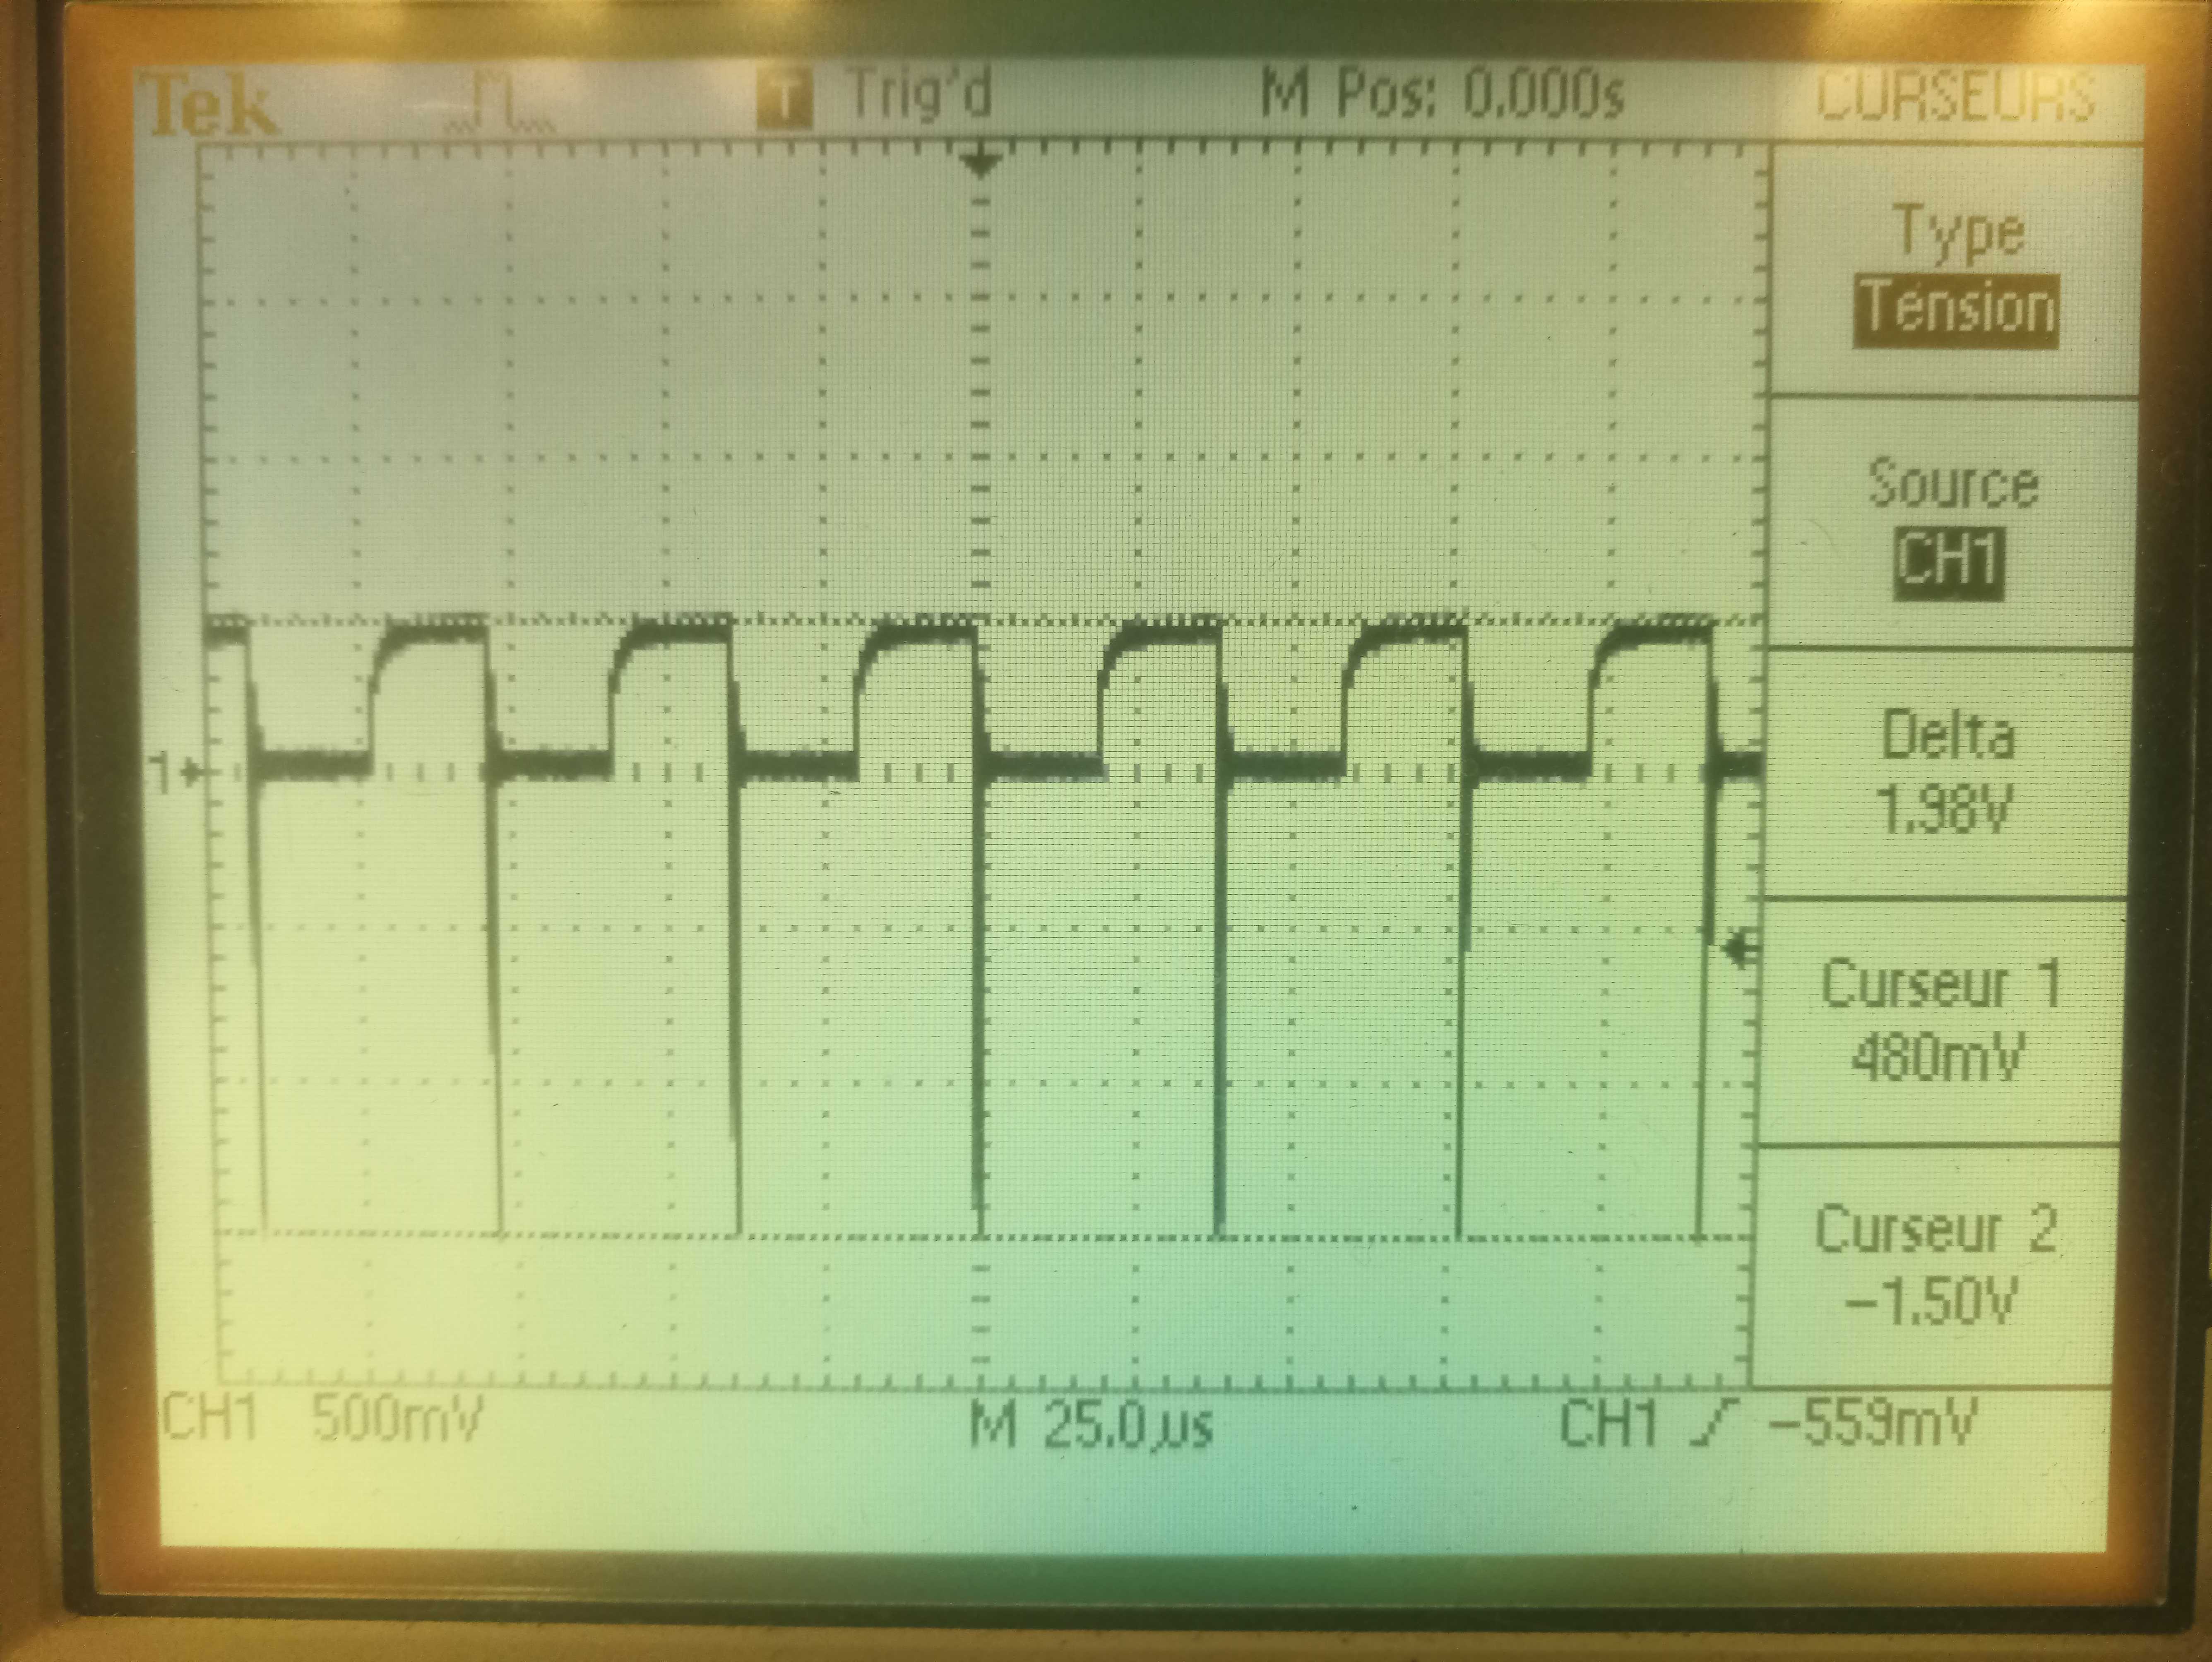 Tek T Trig'd M Pos: 0.000s CURSEURS
Type
Tension
Source
CH1
Delta
1.98V
Curseur 1
480mV
Curseur 2
-1.50V
1
CH1 500mV M 25.0µs CH1 -559mV